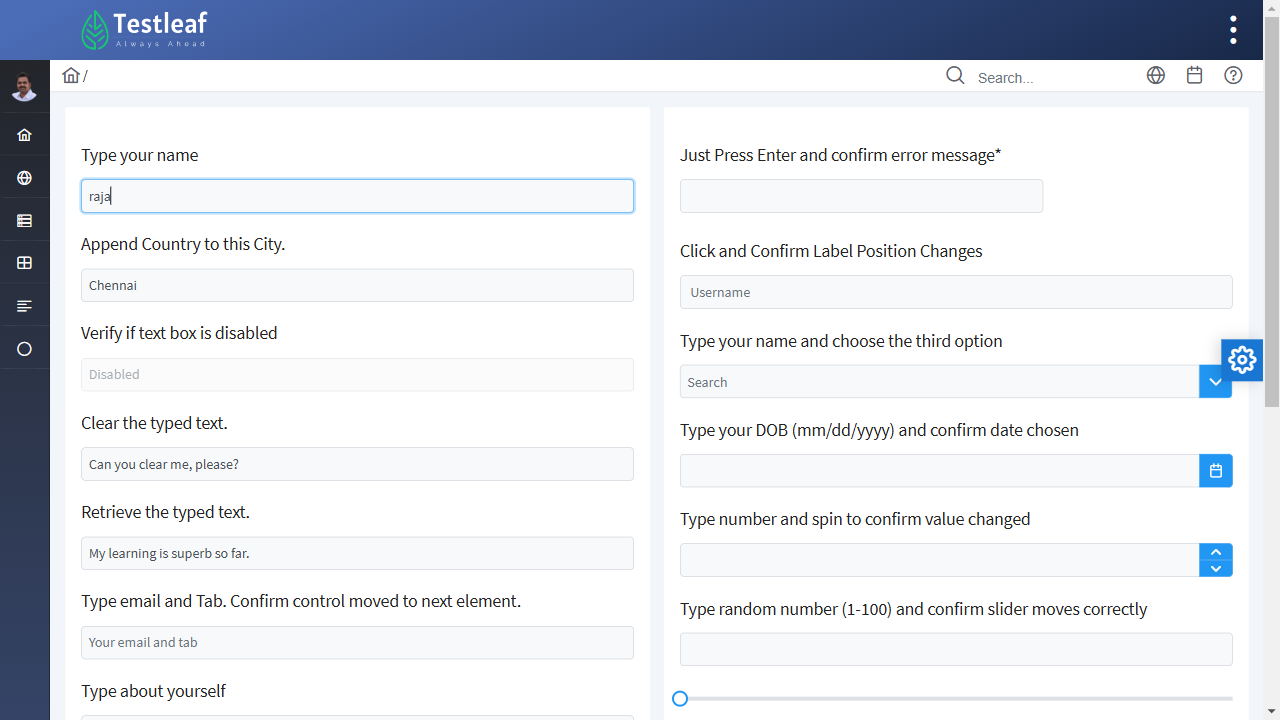 Testleaf
Always Ahead
/
Search...
Type your name
raja
Append Country to this City.
Chennai
Verify if text box is disabled
Disabled
Clear the typed text.
Can you clear me, please?
Retrieve the typed text.
My learning is superb so far.
Type email and Tab. Confirm control moved to next element.
Your email and tab
Type about yourself
Just Press Enter and confirm error message*
Click and Confirm Label Position Changes
Username
Type your name and choose the third option
Search
Type your DOB (mm/dd/yyyy) and confirm date chosen
Type number and spin to confirm value changed
Type random number (1-100) and confirm slider moves correctly